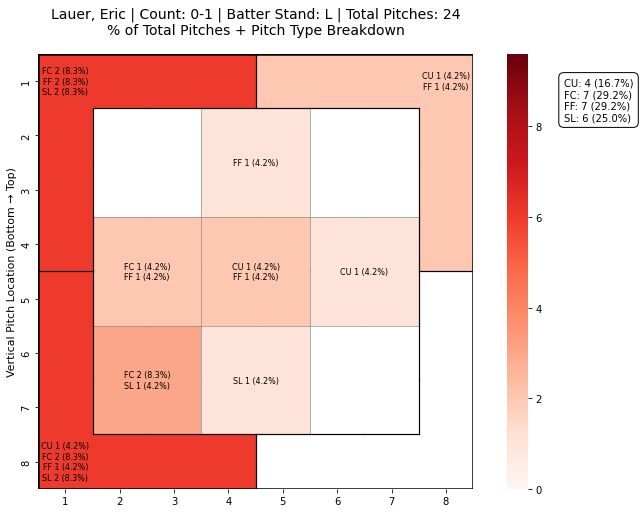 Lauer, Eric | Count: 0-1 | Batter Stand: L | Total Pitches: 24
% of Total Pitches + Pitch Type Breakdown
FC 2 (8.3%)
FF 2 (8.3%)
SL 2 (8.3%)
CU 1 (4.2%)
FF 1 (4.2%)
FF 1 (4.2%)
FC 1 (4.2%)
FF 1 (4.2%)
CU 1 (4.2%)
FF 1 (4.2%)
CU 1 (4.2%)
FC 2 (8.3%)
SL 1 (4.2%)
SL 1 (4.2%)
CU 1 (4.2%)
FC 2 (8.3%)
FF 1 (4.2%)
SL 2 (8.3%)
Vertical Pitch Location (Bottom → Top)
1
2
3
4
5
6
7
8
1 2 3 4 5 6 7 8
8
6
4
2
0
CU: 4 (16.7%)
FC: 7 (29.2%)
FF: 7 (29.2%)
SL: 6 (25.0%)